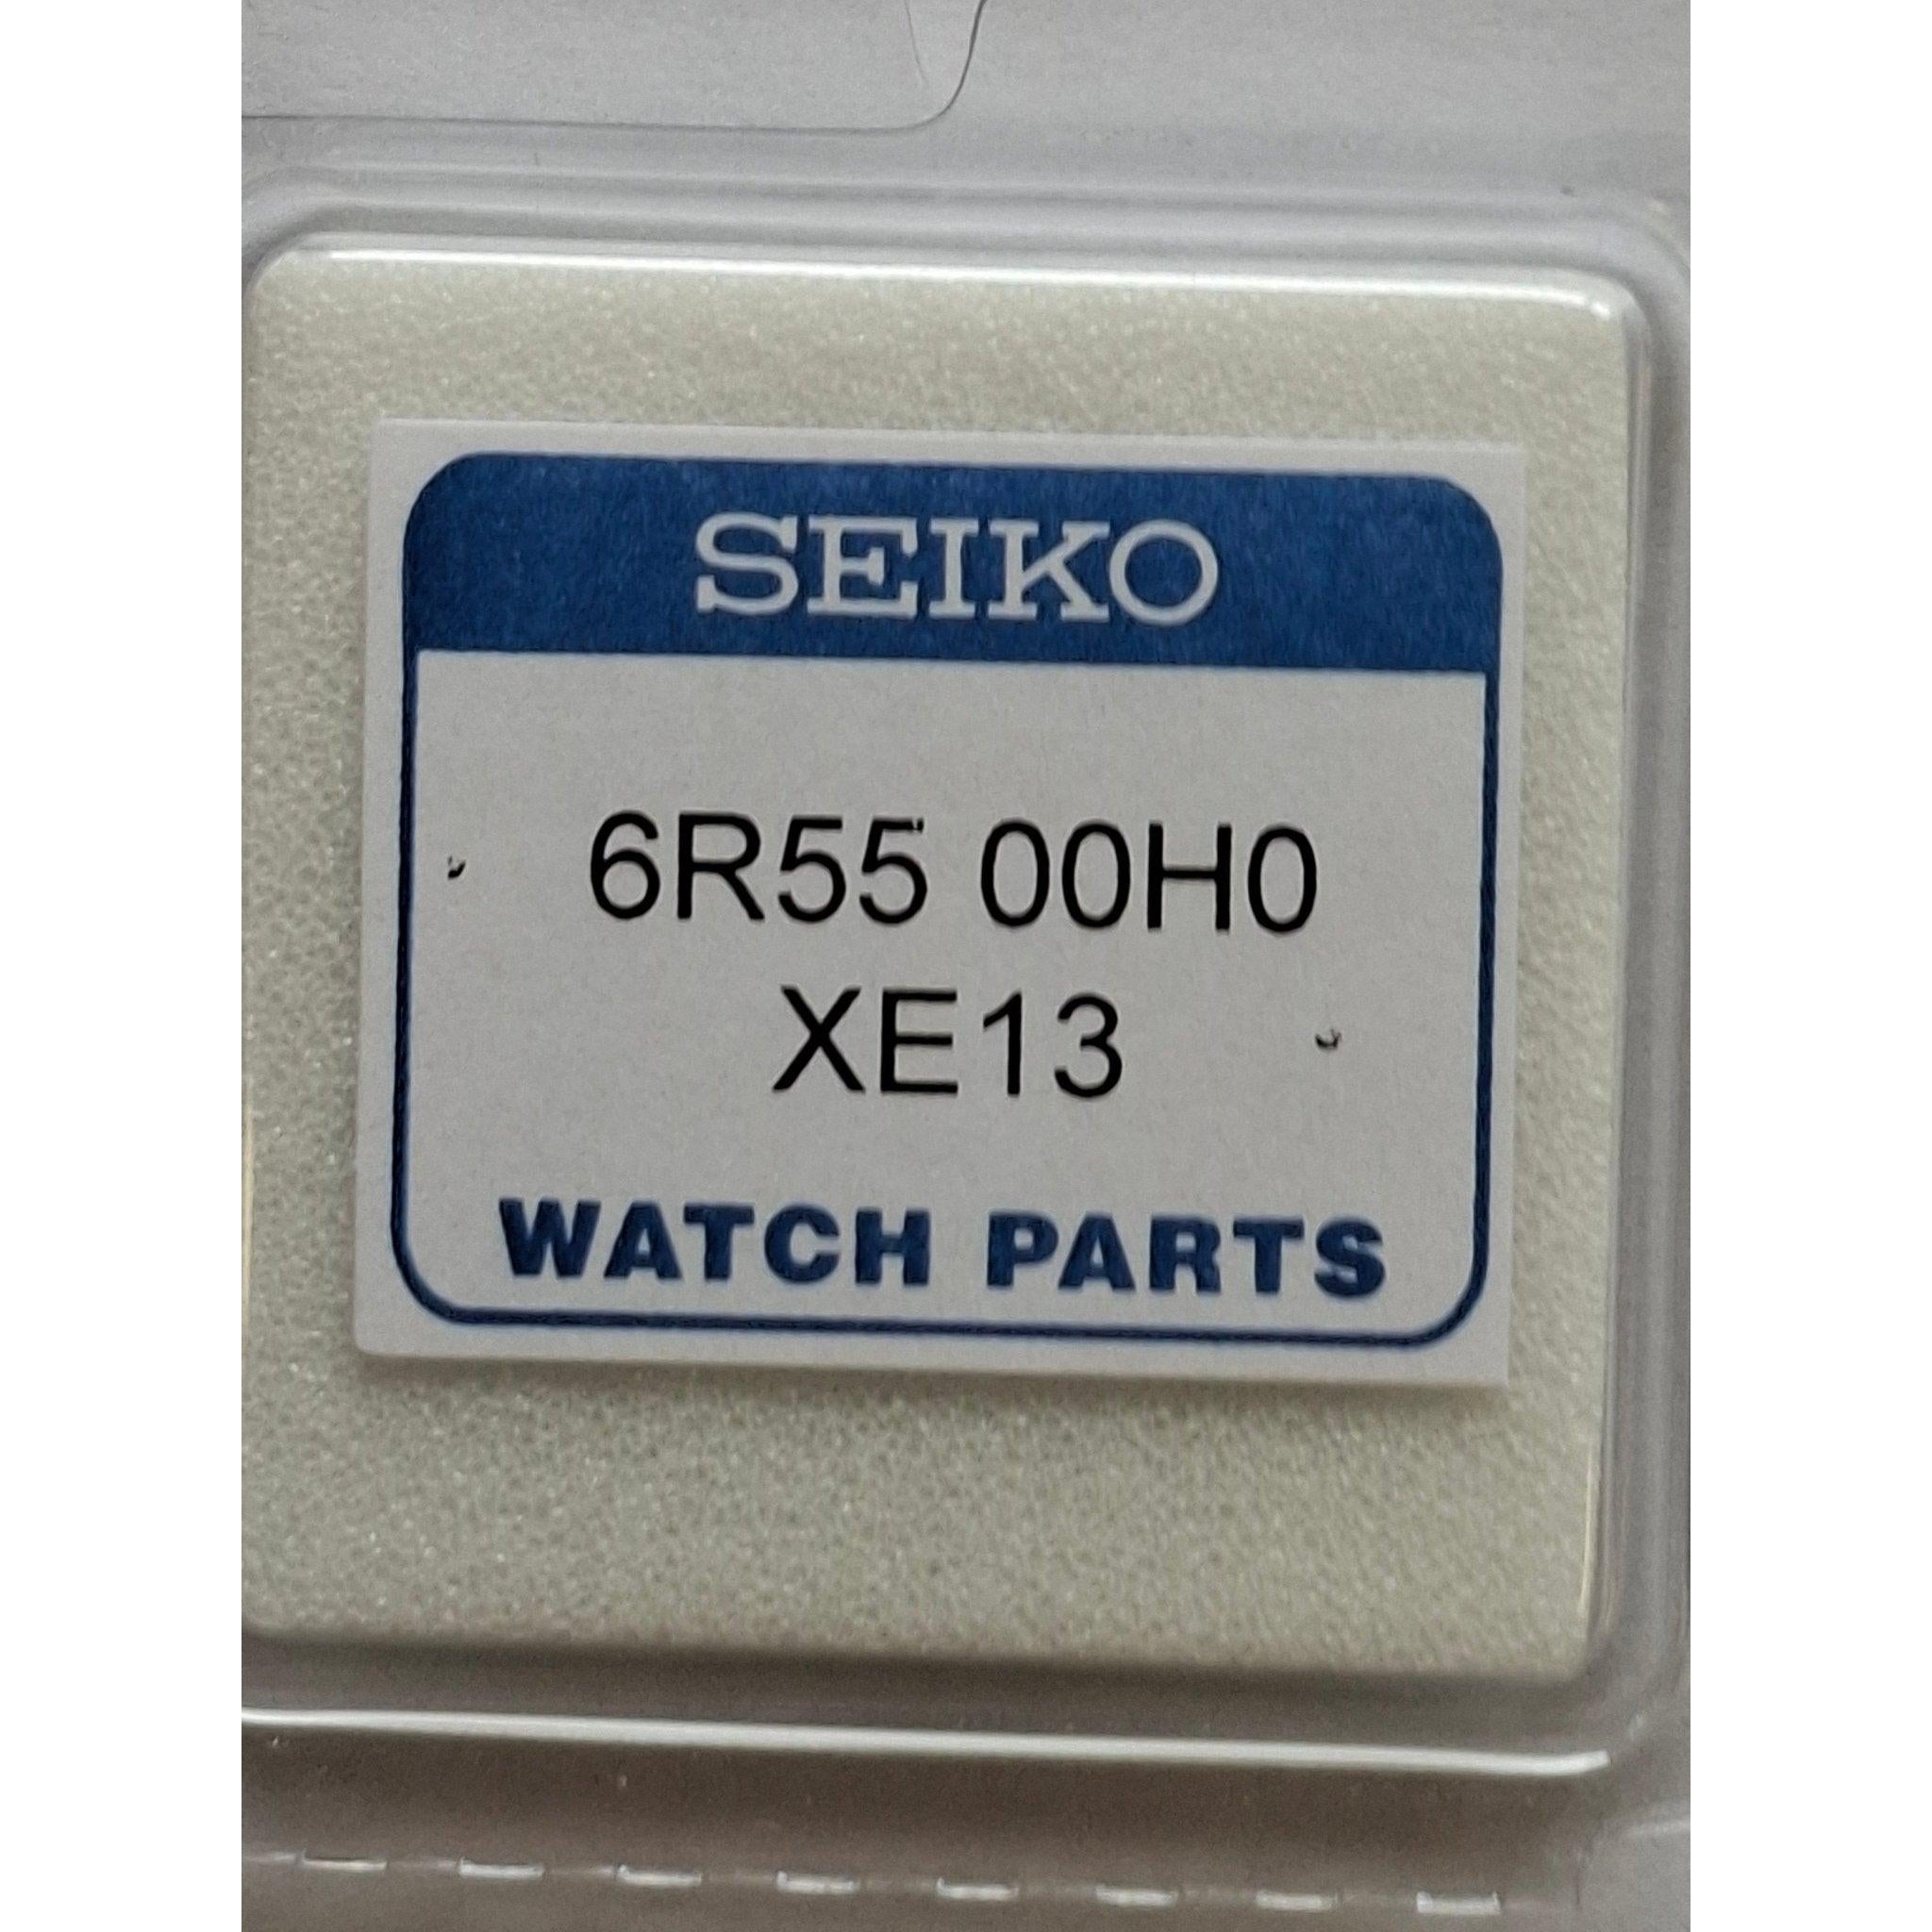 SEIKO
6R55 00H0
XE13
WATCH PARTS